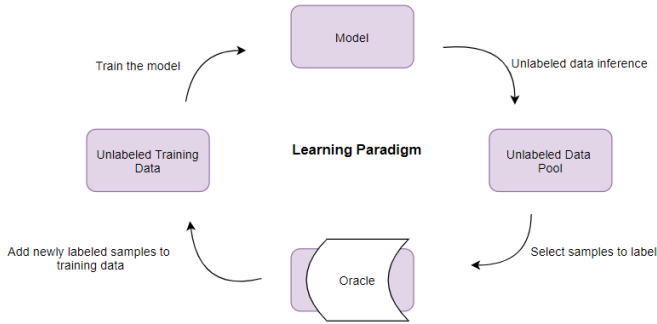 Model
Train the model
Unlabeled data inference
Unlabeled Training
Data
Learning Paradigm
Unlabeled Data
Pool
Add newly labeled samples to
training data
Oracle
Select samples to label